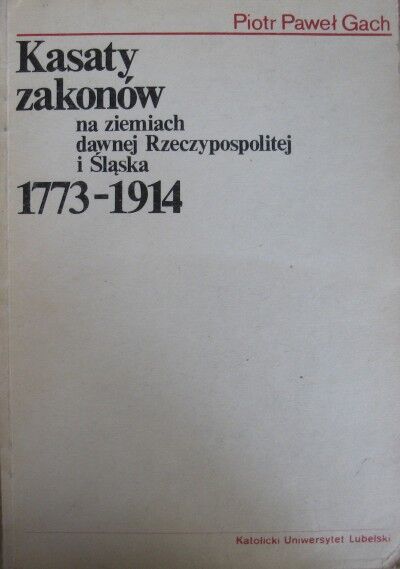 Piotr Paweł Gach
Kasaty
zakonów
na ziemiach
dawnej Rzeczypospolitej
i Śląska
1773-1914
Katolicki Uniwersytet Lubelski